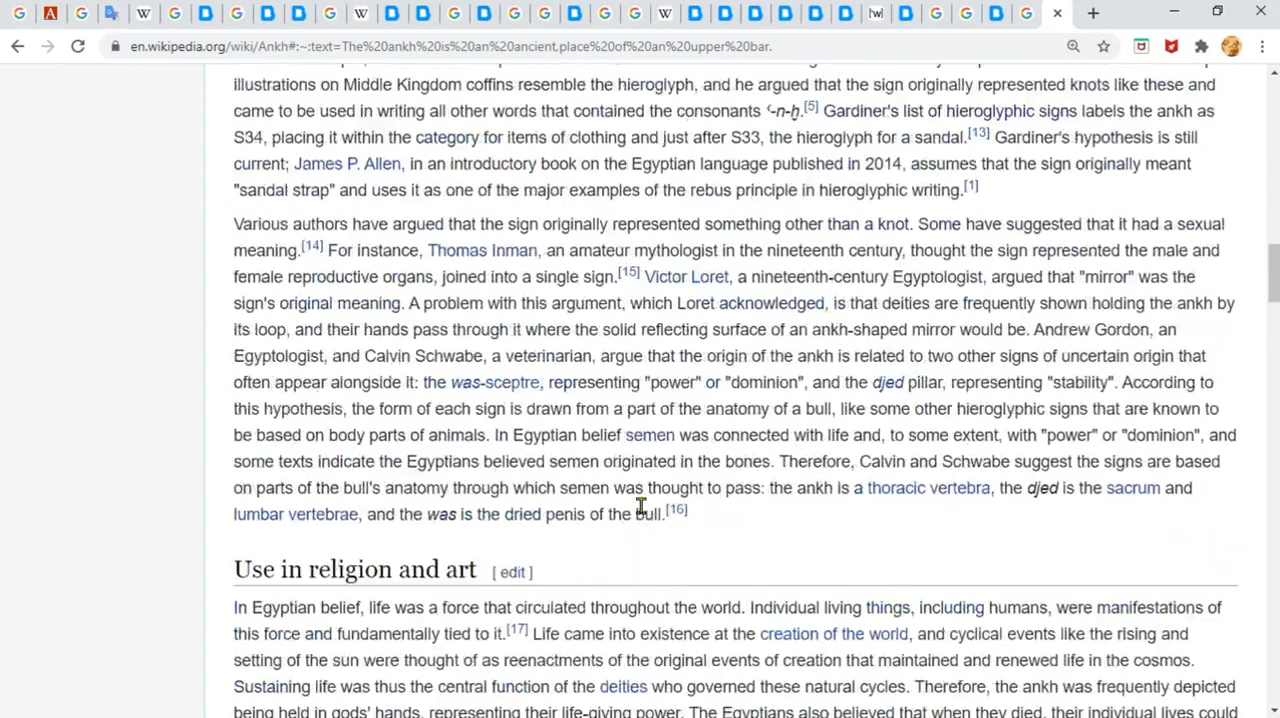 en.wikipedia.org/wiki/Ankh#:~:text=The%20ankh%20is%20an%20ancient,place%20of%20an%20upper%20bar.
illustrations on Middle Kingdom coffins resemble the hieroglyph, and he argued that the sign originally represented knots like these and
came to be used in writing all other words that contained the consonants ꜥ-n-ḫ.[5] Gardiner's list of hieroglyphic signs labels the ankh as
S34, placing it within the category for items of clothing and just after S33, the hieroglyph for a sandal.[13] Gardiner's hypothesis is still
current; James P. Allen, in an introductory book on the Egyptian language published in 2014, assumes that the sign originally meant
"sandal strap" and uses it as one of the major examples of the rebus principle in hieroglyphic writing.[1]
Various authors have argued that the sign originally represented something other than a knot. Some have suggested that it had a sexual
meaning.[14] For instance, Thomas Inman, an amateur mythologist in the nineteenth century, thought the sign represented the male and
female reproductive organs, joined into a single sign.[15] Victor Loret, a nineteenth-century Egyptologist, argued that "mirror" was the
sign's original meaning. A problem with this argument, which Loret acknowledged, is that deities are frequently shown holding the ankh by
its loop, and their hands pass through it where the solid reflecting surface of an ankh-shaped mirror would be. Andrew Gordon, an
Egyptologist, and Calvin Schwabe, a veterinarian, argue that the origin of the ankh is related to two other signs of uncertain origin that
often appear alongside it: the was-sceptre, representing "power" or "dominion", and the djed pillar, representing "stability". According to
this hypothesis, the form of each sign is drawn from a part of the anatomy of a bull, like some other hieroglyphic signs that are known to
be based on body parts of animals. In Egyptian belief semen was connected with life and, to some extent, with "power" or "dominion", and
some texts indicate the Egyptians believed semen originated in the bones. Therefore, Calvin and Schwabe suggest the signs are based
on parts of the bull's anatomy through which semen was thought to pass: the ankh is a thoracic vertebra, the djed is the sacrum and
lumbar vertebrae, and the was is the dried penis of the bull.[16]
Use in religion and art [ edit ]
In Egyptian belief, life was a force that circulated throughout the world. Individual living things, including humans, were manifestations of
this force and fundamentally tied to it.[17] Life came into existence at the creation of the world, and cyclical events like the rising and
setting of the sun were thought of as reenactments of the original events of creation that maintained and renewed life in the cosmos.
Sustaining life was thus the central function of the deities who governed these natural cycles. Therefore, the ankh was frequently depicted
being held in gods' hands, representing their life-giving power. The Egyptians also believed that when they died, their individual lives could